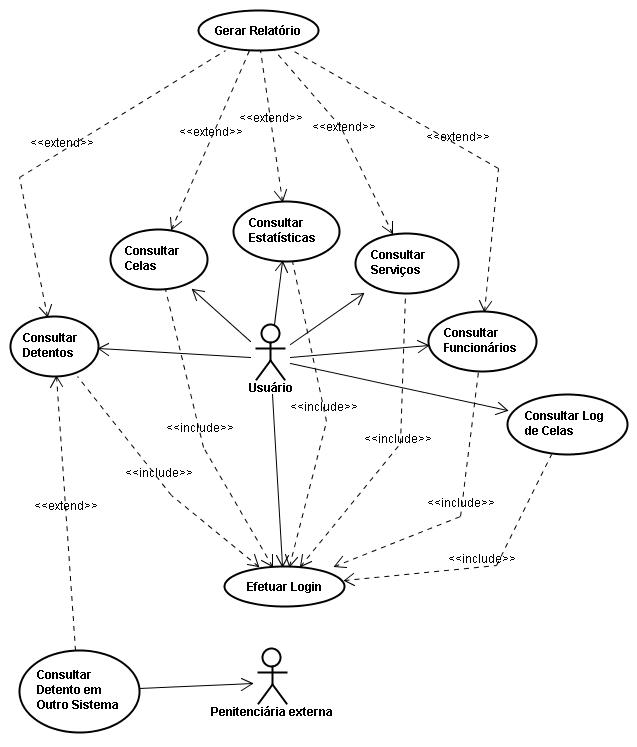 Gerar Relatório
<<extend>>
<<extend>>
<<extend>>
<<extend>>
<<extend>>
Consultar
Estatísticas
Consultar
Celas
Consultar
Serviços
Consultar
Detentos
Consultar
Funcionários
Usuário
Consultar Log
de Celas
<<include>>
<<include>>
<<include>>
<<include>>
<<include>>
<<extend>>
<<include>>
Efetuar Login
Consultar
Detento em
Outro Sistema
Penitenciária externa